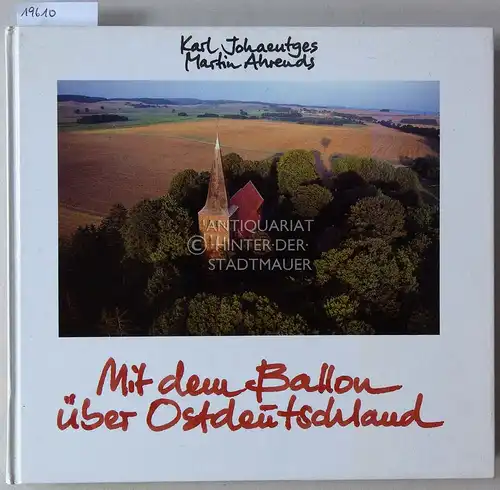 19610
Karl Johaentges
Martin Ahrends
ANTIQUARIAT
© HINTER·DER·
STADTMAUER
Mit dem Ballon
über Ostdeutschland